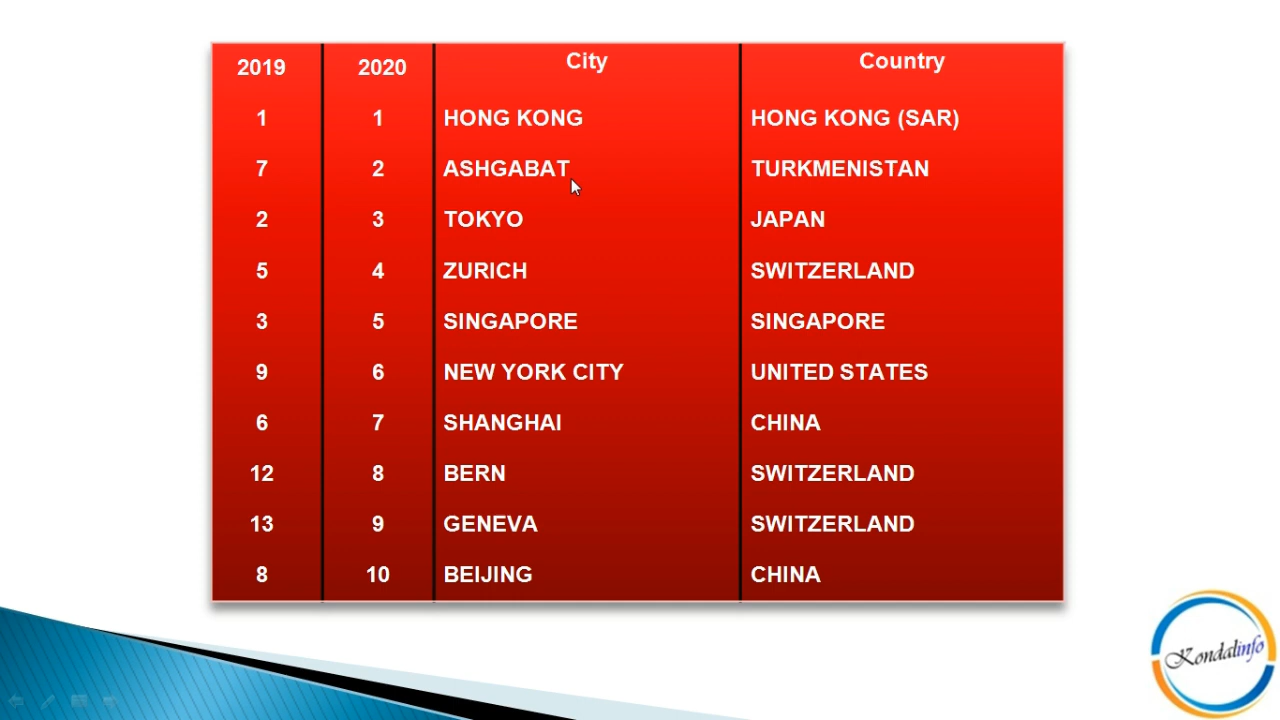 2019 2020 City Country
1 1 HONG KONG HONG KONG (SAR)
7 2 ASHGABAT TURKMENISTAN
2 3 TOKYO JAPAN
5 4 ZURICH SWITZERLAND
3 5 SINGAPORE SINGAPORE
9 6 NEW YORK CITY UNITED STATES
6 7 SHANGHAI CHINA
12 8 BERN SWITZERLAND
13 9 GENEVA SWITZERLAND
8 10 BEIJING CHINA
Kondalinfo